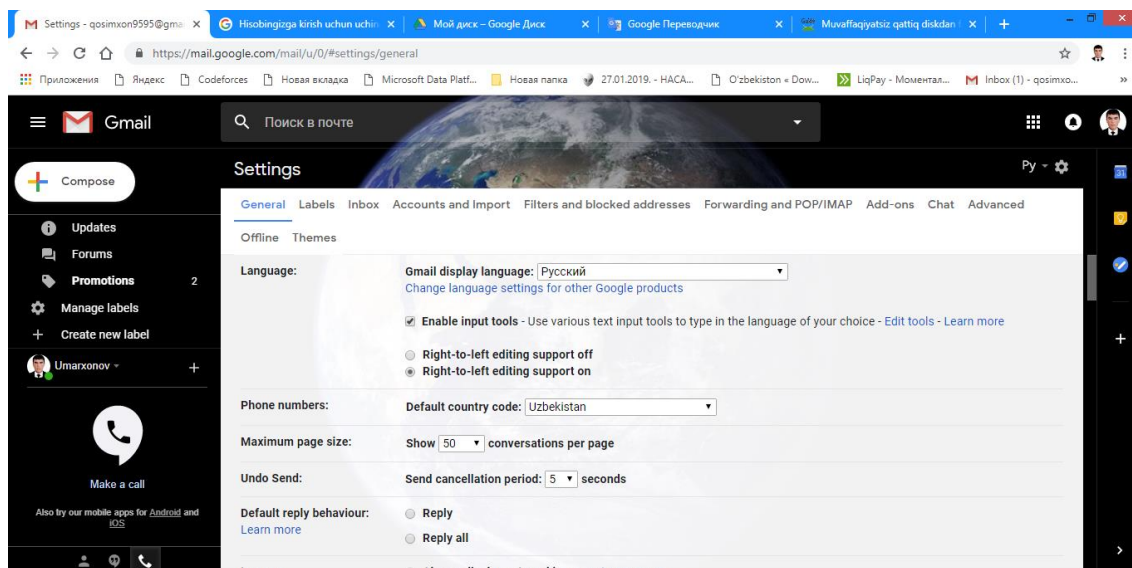 Settings - qosimxon9595@gma
Hisobingizga kirish uchun uchin
Мой диск – Google Диск
Google Переводчик
Muvaffaqiyatsiz qattiq diskdan
https://mail.google.com/mail/u/0/#settings/general
Приложения Яндекс Codeforces Новая вкладка Microsoft Data Platf... Новая папка 27.01.2019. - НАСА... O'zbekiston « Dow... LiqPay - Моментал... Inbox (1) - qosimxo...
Gmail
Поиск в почте
Compose
Settings
Ру
31
General Labels Inbox Accounts and Import Filters and blocked addresses Forwarding and POP/IMAP Add-ons Chat Advanced
Offline Themes
Updates
Forums
Promotions 2
Manage labels
Create new label
Umarxonov
Make a call
Also try our mobile apps for Android and
iOS
Language:
Gmail display language: Русский
Change language settings for other Google products
Enable input tools - Use various text input tools to type in the language of your choice - Edit tools - Learn more
Right-to-left editing support off
Right-to-left editing support on
Phone numbers:
Default country code: Uzbekistan
Maximum page size:
Show 50 conversations per page
Undo Send:
Send cancellation period: 5 seconds
Default reply behaviour:
Learn more
Reply
Reply all